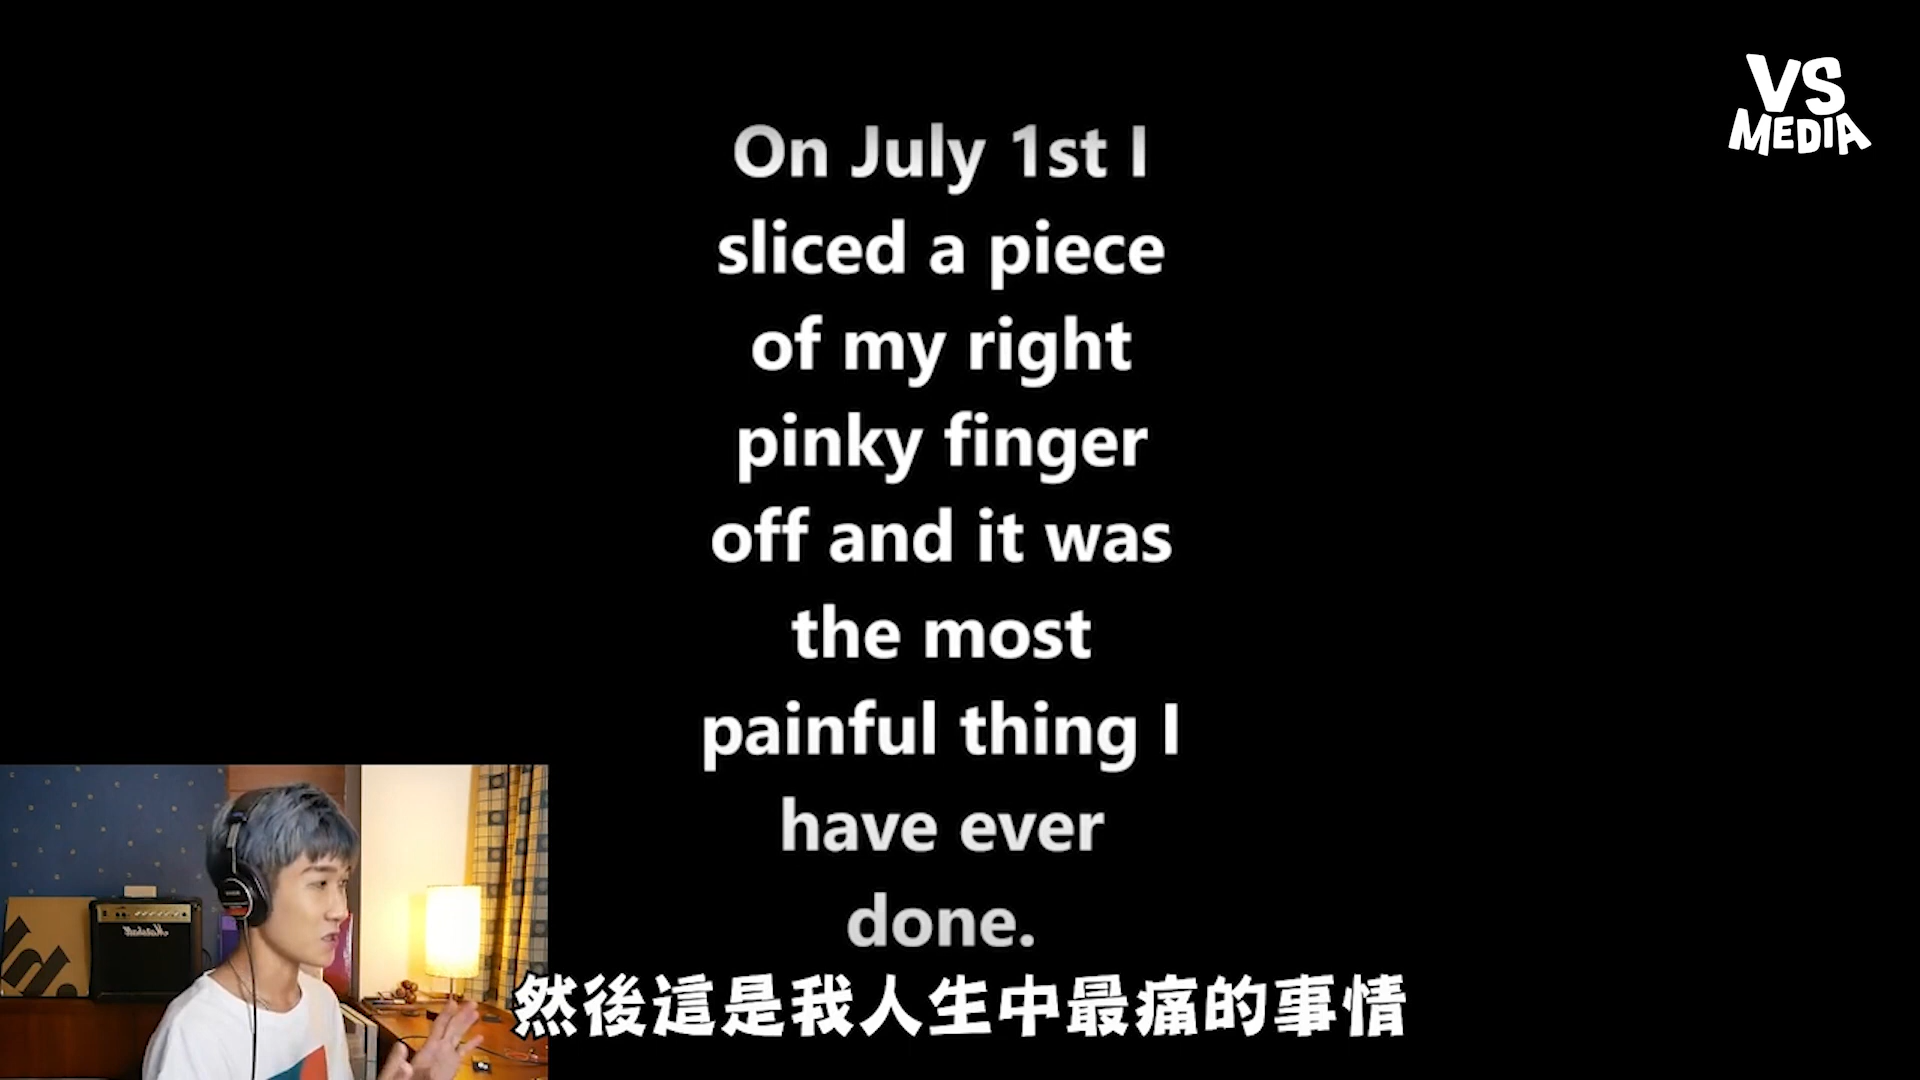 VS
MEDIA
On July 1st I
sliced a piece
of my right
pinky finger
off and it was
the most
painful thing I
have ever
done.
Marshall
然後這是我人生中最痛的事情